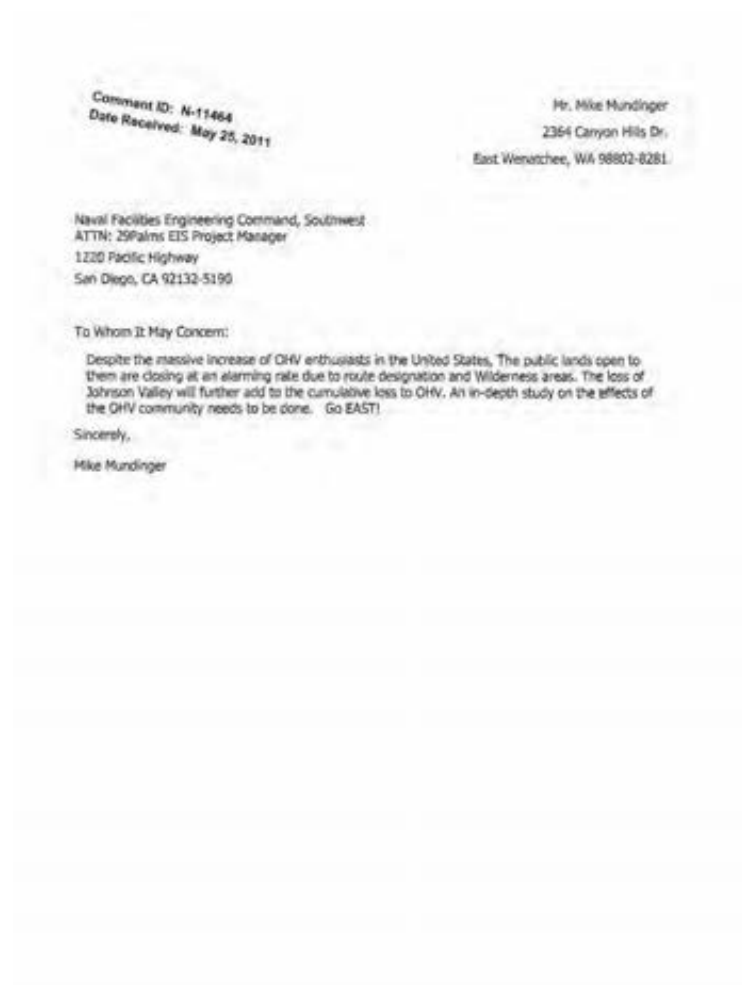 Comment ID: N-11464
Date Received: May 25, 2011
Mr. Mike Mundinger
2364 Canyon Hills Dr.
East Wenatchee, WA 98802-8281
Naval Facilities Engineering Command, Southwest
ATTN: 29Palms EIS Project Manager
1220 Pacific Highway
San Diego, CA 92132-5190
To Whom It May Concern:
Despite the massive increase of OHV enthusiasts in the United States, The public lands open to
them are closing at an alarming rate due to route designation and Wilderness areas. The loss of
Johnson Valley will further add to the cumulative loss to OHV. An in-depth study on the effects of
the OHV community needs to be done. Go EAST!
Sincerely,
Mike Mundinger